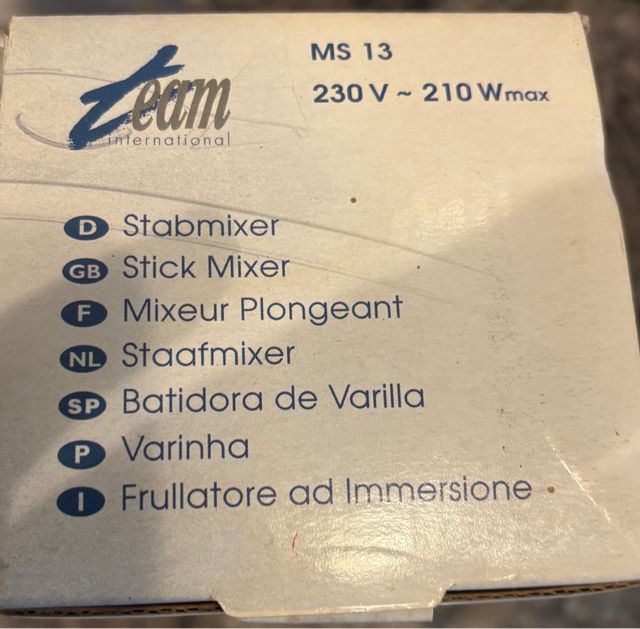 team
international
MS 13
230 V ~ 210 Wmax
D Stabmixer
GB Stick Mixer
F Mixeur Plongeant
NL Staafmixer
SP Batidora de Varilla
P Varinha
I Frullatore ad Immersione